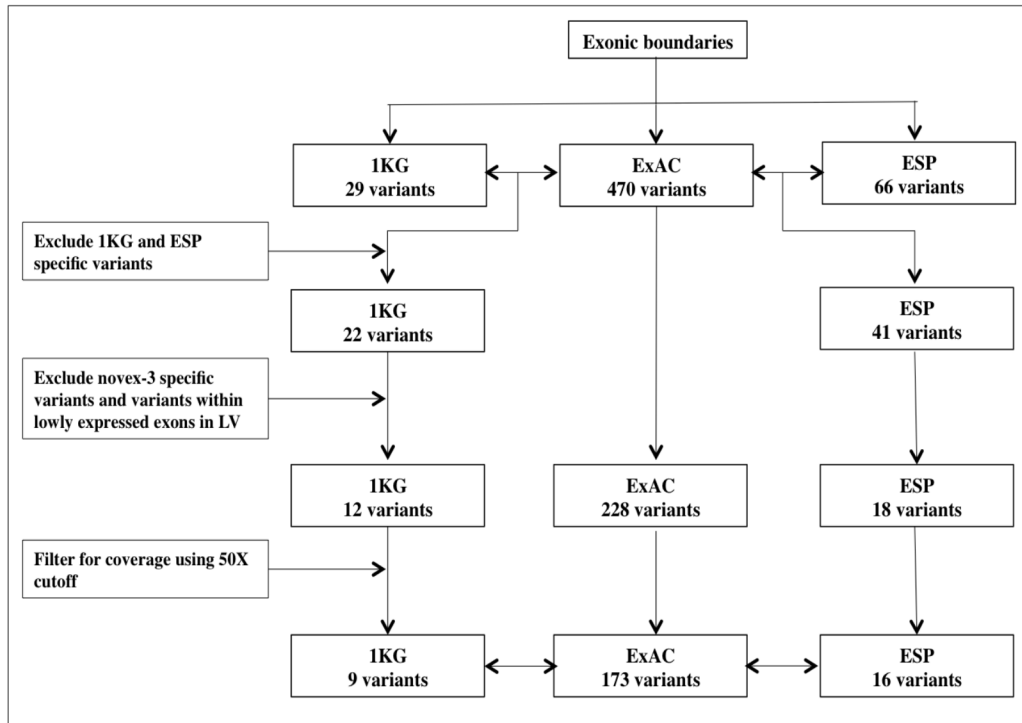 Exonic boundaries
1KG
29 variants
ExAC
470 variants
ESP
66 variants
Exclude 1KG and ESP
specific variants
1KG
22 variants
ESP
41 variants
Exclude novex-3 specific
variants and variants within
lowly expressed exons in LV
1KG
12 variants
ExAC
228 variants
ESP
18 variants
Filter for coverage using 50X
cutoff
1KG
9 variants
ExAC
173 variants
ESP
16 variants